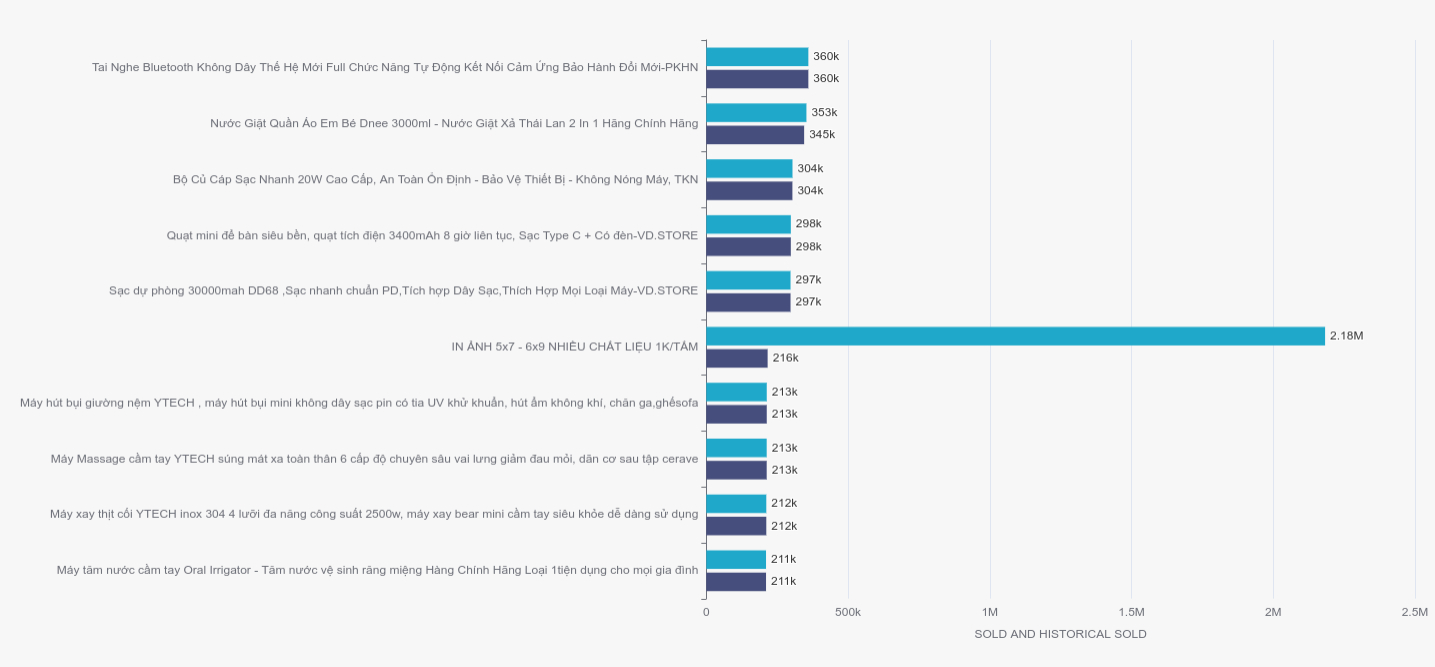 Tai Nghe Bluetooth Không Dây Thế Hệ Mới Full Chức Năng Tự Động Kết Nối Cảm Ứng Bảo Hành Đổi Mới-PKHN
360k
360k
Nước Giặt Quần Áo Em Bé Dnee 3000ml - Nước Giặt Xả Thái Lan 2 In 1 Hãng Chính Hãng
353k
345k
Bộ Củ Cáp Sạc Nhanh 20W Cao Cấp, An Toàn Ổn Định - Bảo Vệ Thiết Bị - Không Nóng Máy, TKN
304k
304k
Quạt mini để bàn siêu bền, quạt tích điện 3400mAh 8 giờ liên tục, Sạc Type C + Có đèn-VD.STORE
298k
298k
Sạc dự phòng 30000mah DD68 ,Sạc nhanh chuẩn PD,Tích hợp Dây Sạc,Thích Hợp Mọi Loại Máy-VD.STORE
297k
297k
IN ẢNH 5x7 - 6x9 NHIỀU CHẤT LIỆU 1K/TẤM
2.18M
216k
Máy hút bụi giường nệm YTECH , máy hút bụi mini không dây sạc pin có tia UV khử khuẩn, hút ẩm không khí, chăn ga,ghếsofa
213k
213k
Máy Massage cầm tay YTECH súng mát xa toàn thân 6 cấp độ chuyên sâu vai lưng giảm đau mỏi, dãn cơ sau tập cerave
213k
213k
Máy xay thịt cối YTECH inox 304 4 lưỡi đa năng công suất 2500w, máy xay bear mini cầm tay siêu khỏe dễ dàng sử dụng
212k
212k
Máy tăm nước cầm tay Oral Irrigator - Tăm nước vệ sinh răng miệng Hàng Chính Hãng Loại 1tiện dụng cho mọi gia đình
211k
211k
0 500k 1M 1.5M 2M 2.5M
SOLD AND HISTORICAL SOLD